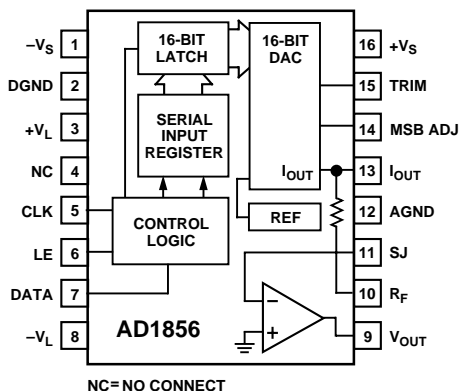 –VS 1
DGND 2
+VL 3
NC 4
CLK 5
LE 6
DATA 7
–VL 8
16-BIT
LATCH
SERIAL
INPUT
REGISTER
CONTROL
LOGIC
16-BIT
DAC
IOUT
REF
–
+
AD1856
16 +VS
15 TRIM
14 MSB ADJ
13 IOUT
12 AGND
11 SJ
10 RF
9 VOUT
NC= NO CONNECT